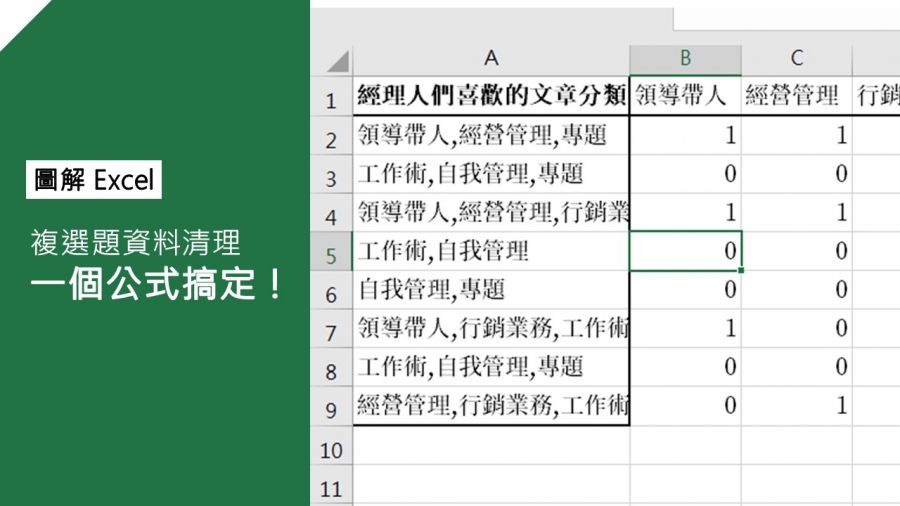 圖解 Excel
複選題資料清理
一個公式搞定！
A B C
1 經理人們喜歡的文章分類 領導帶人 經營管理 行銷
2 領導帶人,經營管理,專題 1 1
3 工作術,自我管理,專題 0 0
4 領導帶人,經營管理,行銷業 1 1
5 工作術,自我管理 0 0
6 自我管理,專題 0 0
7 領導帶人,行銷業務,工作術 1 0
8 工作術,自我管理,專題 0 0
9 經營管理,行銷業務,工作術 0 1
10
11